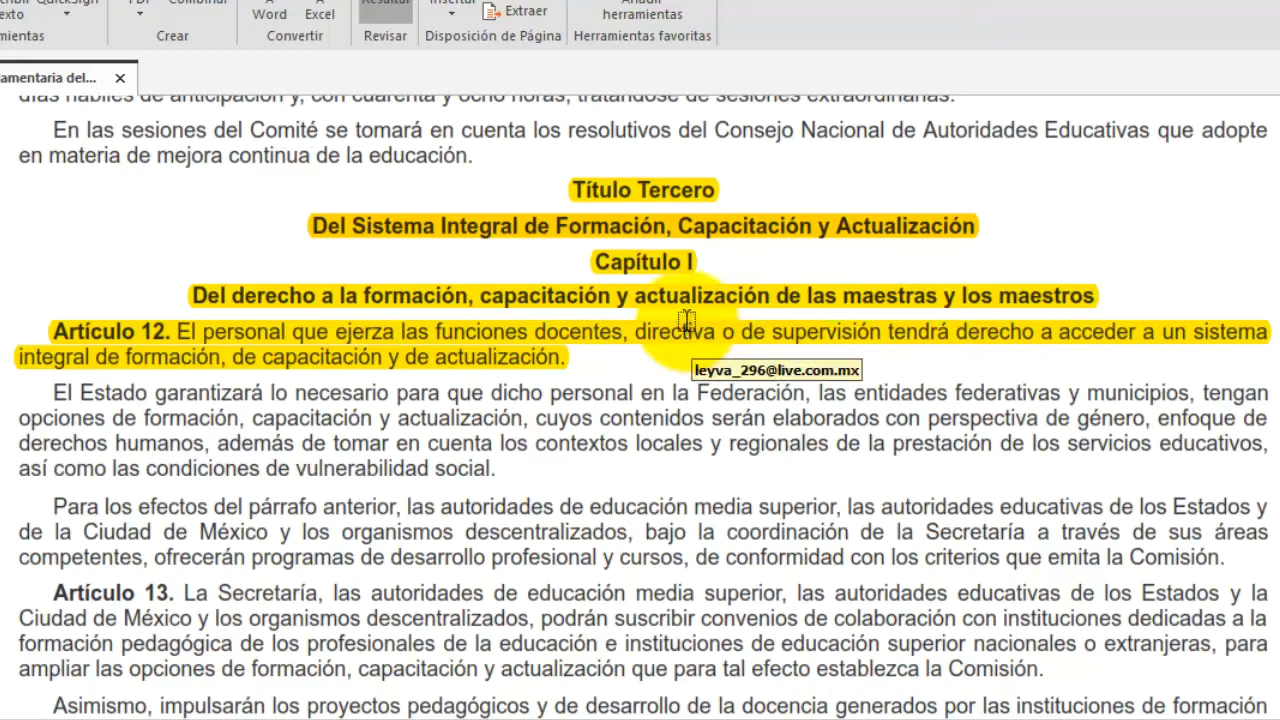 exto
Word
Excel
Extraer
Añadir
herramientas
mientas
Crear
Convertir
Revisar
Disposición de Página
Herramientas favoritas
amentaria del...
días hábiles de anticipación y, con cuarenta y ocho horas, tratándose de sesiones extraordinarias.
En las sesiones del Comité se tomará en cuenta los resolutivos del Consejo Nacional de Autoridades Educativas que adopte
en materia de mejora continua de la educación.
Título Tercero
Del Sistema Integral de Formación, Capacitación y Actualización
Capítulo I
Del derecho a la formación, capacitación y actualización de las maestras y los maestros
Artículo 12. El personal que ejerza las funciones docentes, directiva o de supervisión tendrá derecho a acceder a un sistema
integral de formación, de capacitación y de actualización.
leyva_296@live.com.mx
El Estado garantizará lo necesario para que dicho personal en la Federación, las entidades federativas y municipios, tengan
opciones de formación, capacitación y actualización, cuyos contenidos serán elaborados con perspectiva de género, enfoque de
derechos humanos, además de tomar en cuenta los contextos locales y regionales de la prestación de los servicios educativos,
así como las condiciones de vulnerabilidad social.
Para los efectos del párrafo anterior, las autoridades de educación media superior, las autoridades educativas de los Estados y
de la Ciudad de México y los organismos descentralizados, bajo la coordinación de la Secretaría a través de sus áreas
competentes, ofrecerán programas de desarrollo profesional y cursos, de conformidad con los criterios que emita la Comisión.
Artículo 13. La Secretaría, las autoridades de educación media superior, las autoridades educativas de los Estados y la
Ciudad de México y los organismos descentralizados, podrán suscribir convenios de colaboración con instituciones dedicadas a la
formación pedagógica de los profesionales de la educación e instituciones de educación superior nacionales o extranjeras, para
ampliar las opciones de formación, capacitación y actualización que para tal efecto establezca la Comisión.
Asimismo, impulsarán los proyectos pedagógicos y de desarrollo de la docencia generados por las instituciones de formación